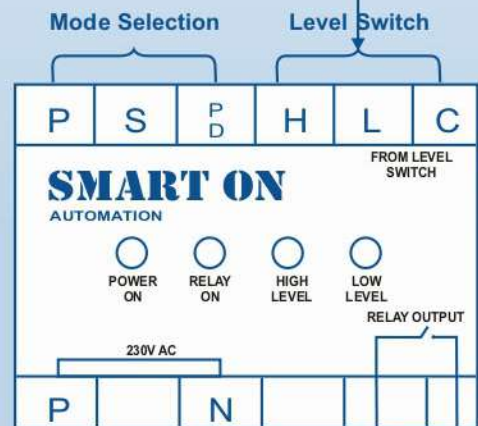 Mode Selection Level Switch
P S PD H L C
FROM LEVEL
SWITCH
SMART ON
AUTOMATION
POWER
ON
RELAY
ON
HIGH
LEVEL
LOW
LEVEL
RELAY OUTPUT
230V AC
P N